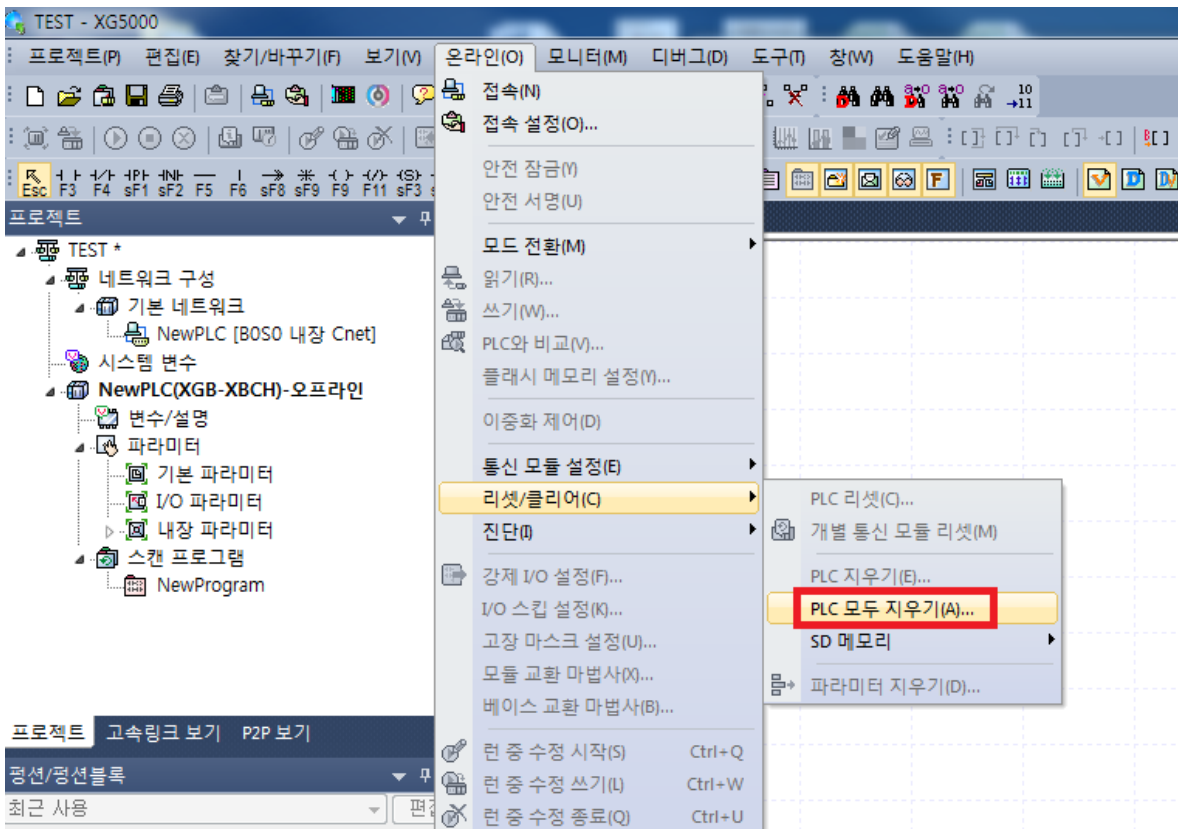 TEST - XG5000
프로젝트(P) 편집(E) 찾기/바꾸기(F) 보기(V) 온라인(O) 모니터(M) 디버그(D) 도구(T) 창(W) 도움말(H)
Esc F3 F4 sF1 sF2 F5 F6 sF8 sF9 F9 F11 sF3
프로젝트
TEST *
네트워크 구성
기본 네트워크
NewPLC [B0S0 내장 Cnet]
시스템 변수
NewPLC(XGB-XBCH)-오프라인
변수/설명
파라미터
기본 파라미터
I/O 파라미터
내장 파라미터
스캔 프로그램
NewProgram
프로젝트 고속링크 보기 P2P 보기
펑션/펑션블록
최근 사용
접속(N)
접속 설정(O)...
안전 잠금(Y)
안전 서명(U)
모드 전환(M)
읽기(R)...
쓰기(W)...
PLC와 비교(V)...
플래시 메모리 설정(Y)...
이중화 제어(D)
통신 모듈 설정(E)
리셋/클리어(C)
진단(I)
강제 I/O 설정(F)...
I/O 스킵 설정(K)...
고장 마스크 설정(U)...
모듈 교환 마법사(X)...
베이스 교환 마법사(B)...
런 중 수정 시작(S) Ctrl+Q
런 중 수정 쓰기(L) Ctrl+W
런 중 수정 종료(Q) Ctrl+U
PLC 리셋(C)...
개별 통신 모듈 리셋(M)
PLC 지우기(E)...
PLC 모두 지우기(A)...
SD 메모리
파라미터 지우기(D)...